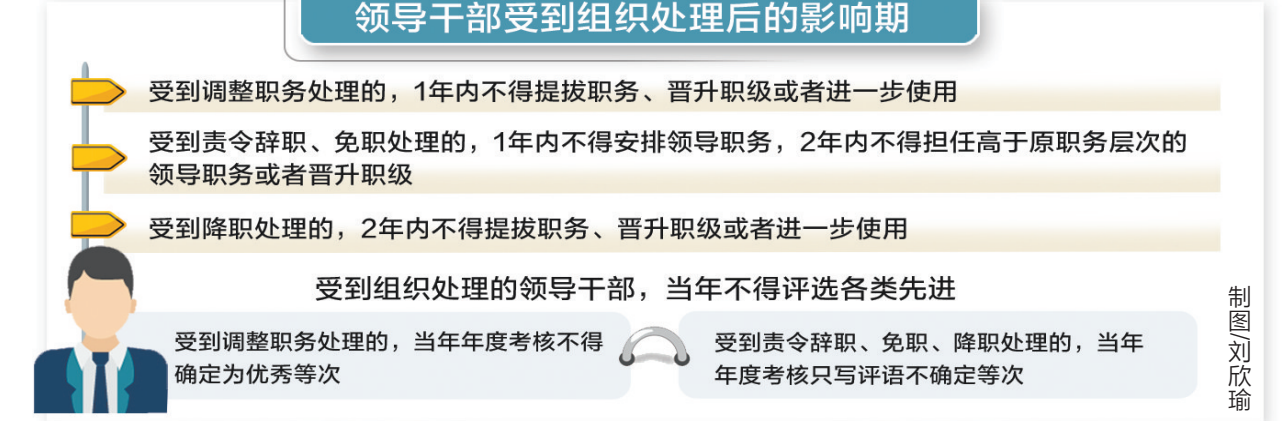 领导干部受到组织处理后的影响期
受到调整职务处理的，1年内不得提拔职务、晋升职级或者进一步使用
受到责令辞职、免职处理的，1年内不得安排领导职务，2年内不得担任高于原职务层次的
领导职务或者晋升职级
受到降职处理的，2年内不得提拔职务、晋升职级或者进一步使用
受到组织处理的领导干部，当年不得评选各类先进
受到调整职务处理的，当年年度考核不得
确定为优秀等次
受到责令辞职、免职、降职处理的，当年
年度考核只写评语不确定等次
制图/刘欣瑜